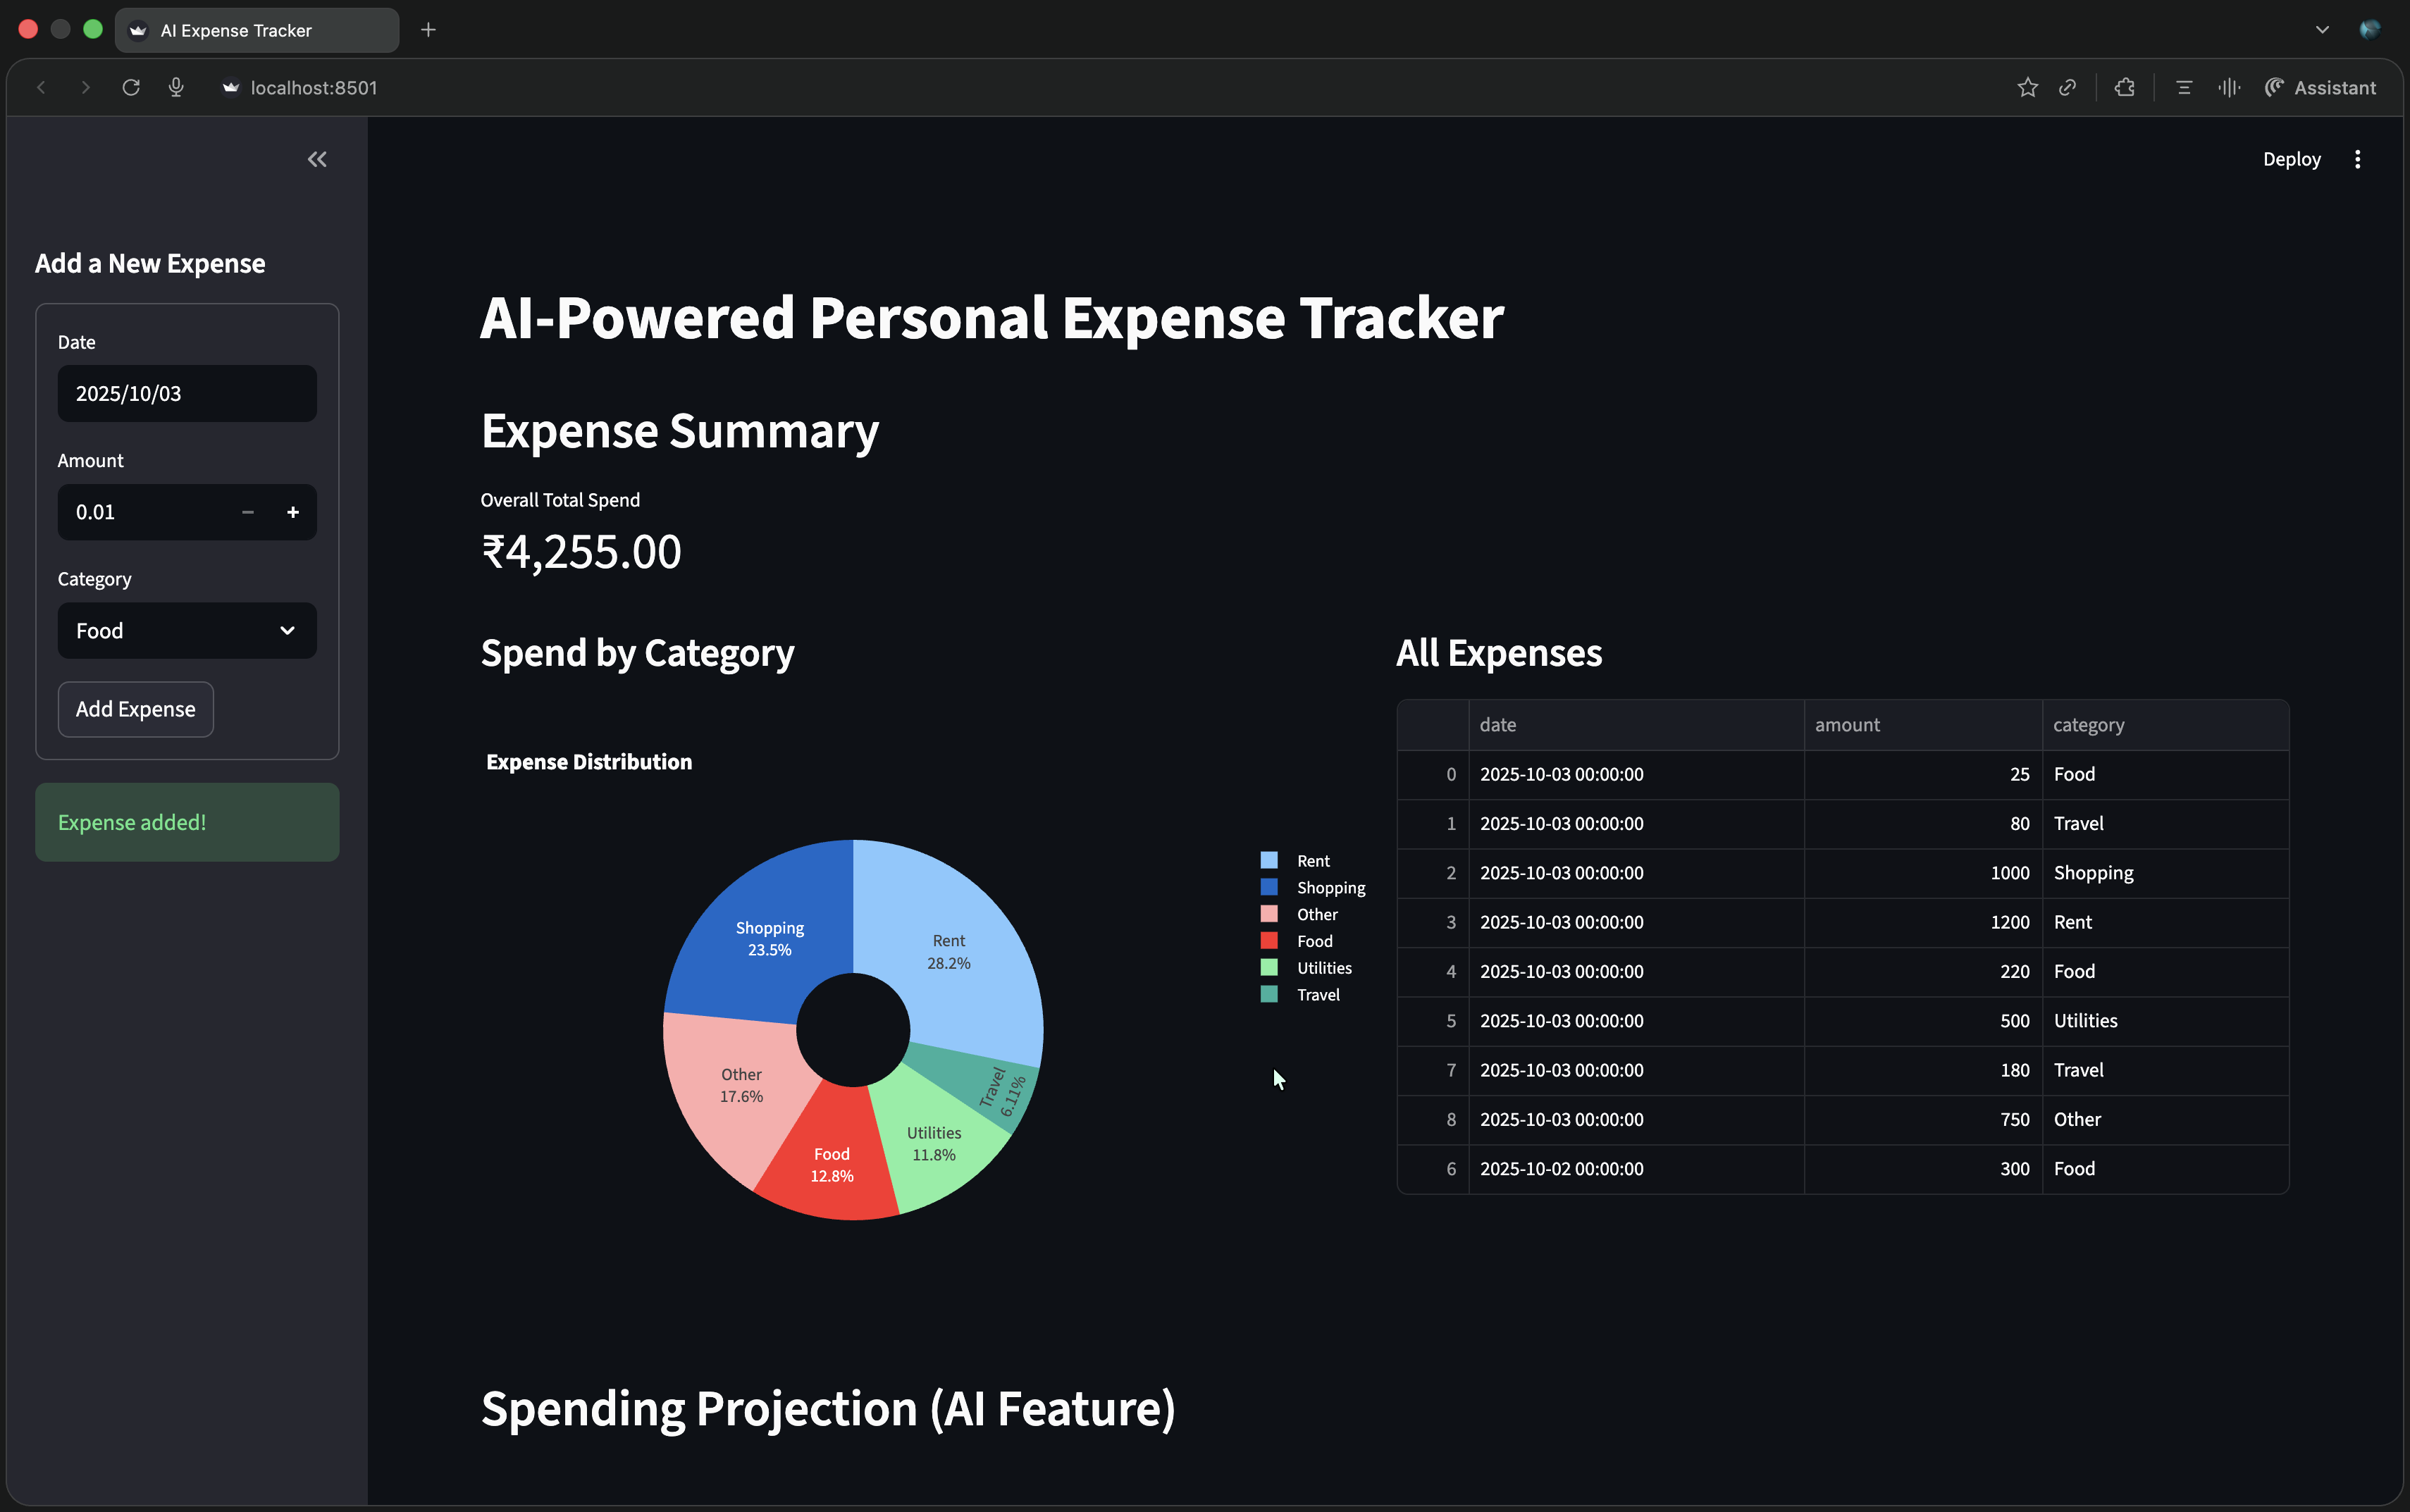 AI Expense Tracker
localhost:8501
Assistant
Deploy
Add a New Expense
Date
2025/10/03
Amount
0.01
Category
Food
Add Expense
Expense added!
AI-Powered Personal Expense Tracker
Expense Summary
Overall Total Spend
₹4,255.00
Spend by Category
Expense Distribution
Shopping
23.5%
Rent
28.2%
Other
17.6%
Food
12.8%
Utilities
11.8%
Travel
6.11%
Rent
Shopping
Other
Food
Utilities
Travel
All Expenses
date amount category
0 2025-10-03 00:00:00 25 Food
1 2025-10-03 00:00:00 80 Travel
2 2025-10-03 00:00:00 1000 Shopping
3 2025-10-03 00:00:00 1200 Rent
4 2025-10-03 00:00:00 220 Food
5 2025-10-03 00:00:00 500 Utilities
7 2025-10-03 00:00:00 180 Travel
8 2025-10-03 00:00:00 750 Other
6 2025-10-02 00:00:00 300 Food
Spending Projection (AI Feature)